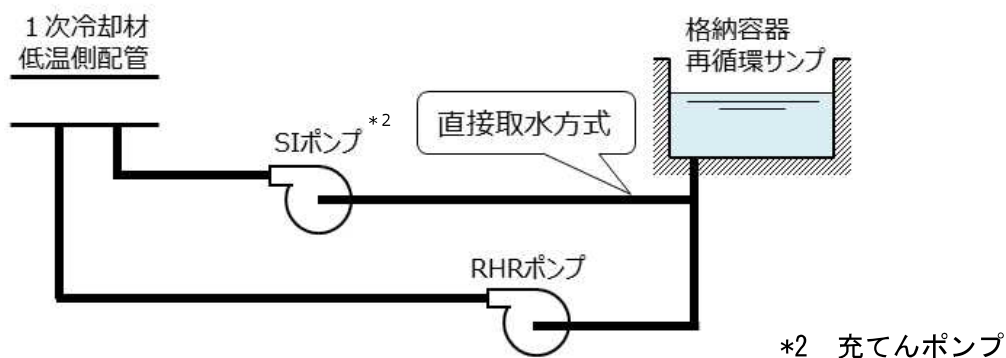 １次冷却材
低温側配管
格納容器
再循環サンプ
直接取水方式
SIポンプ *2
RHRポンプ
*2　充てんポンプ